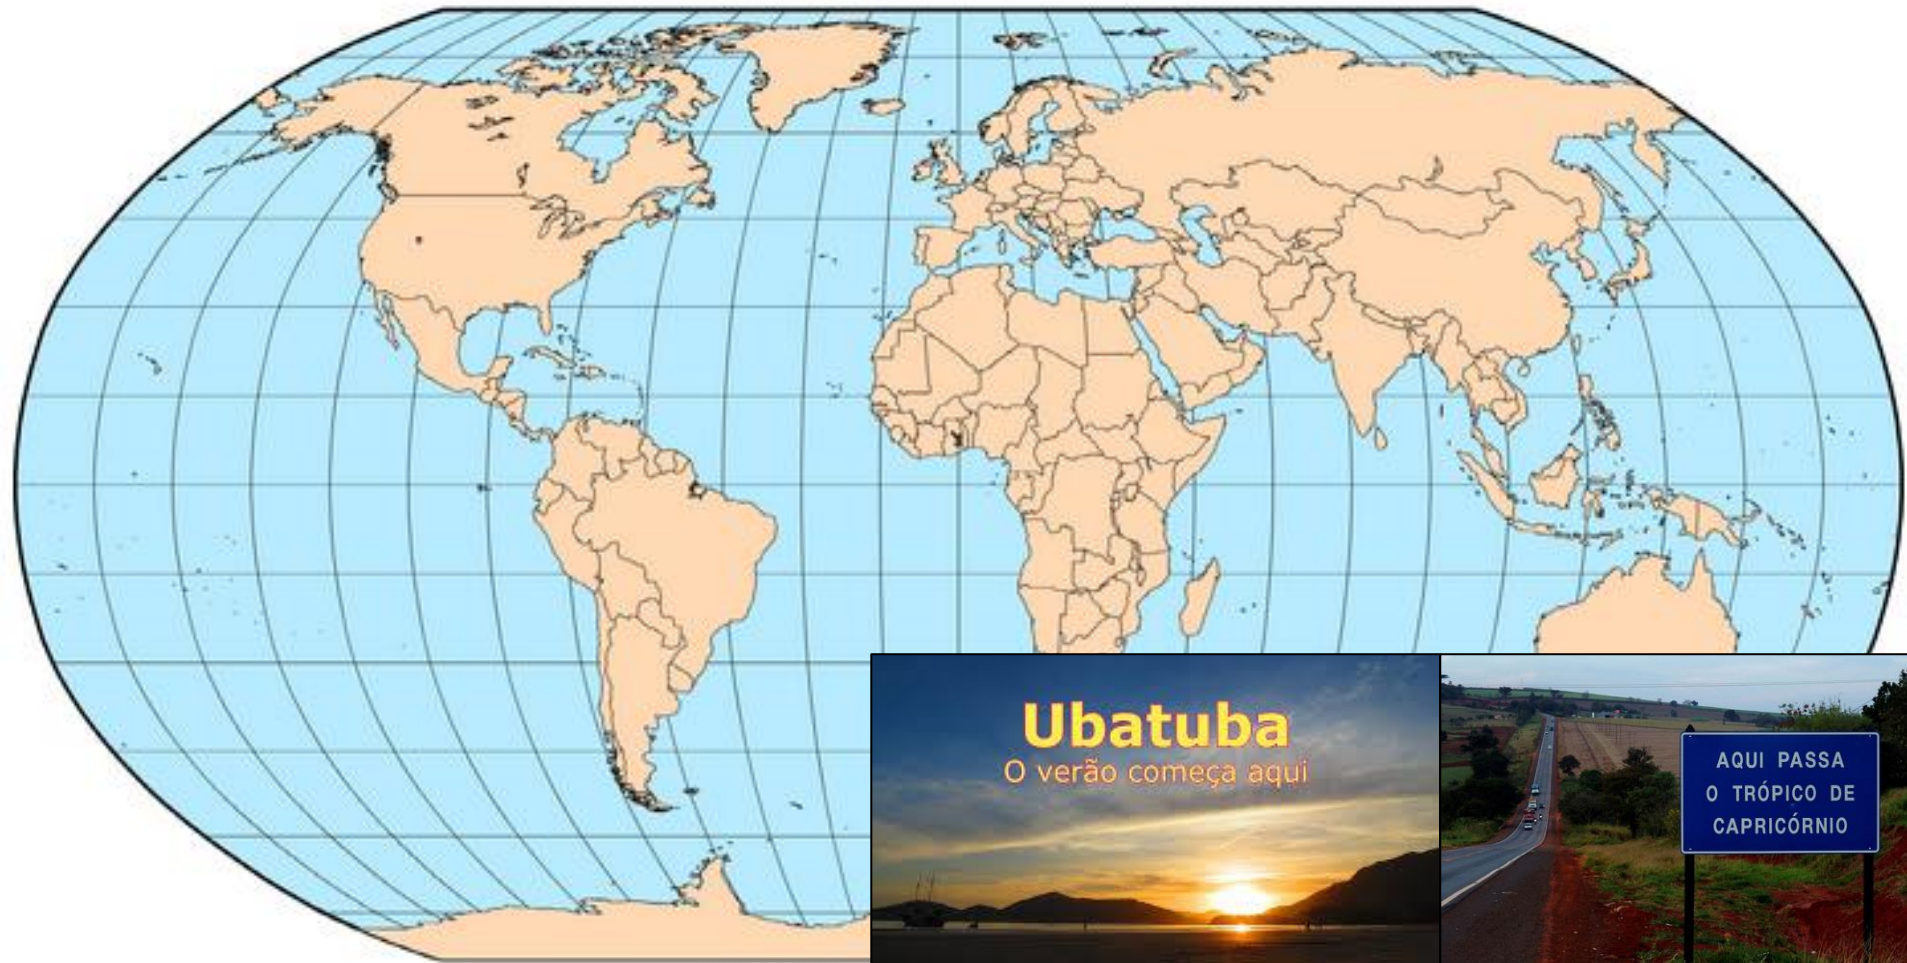 Ubatuba
O verão começa aqui
AQUI PASSA
O TRÓPICO DE
CAPRICÓRNIO